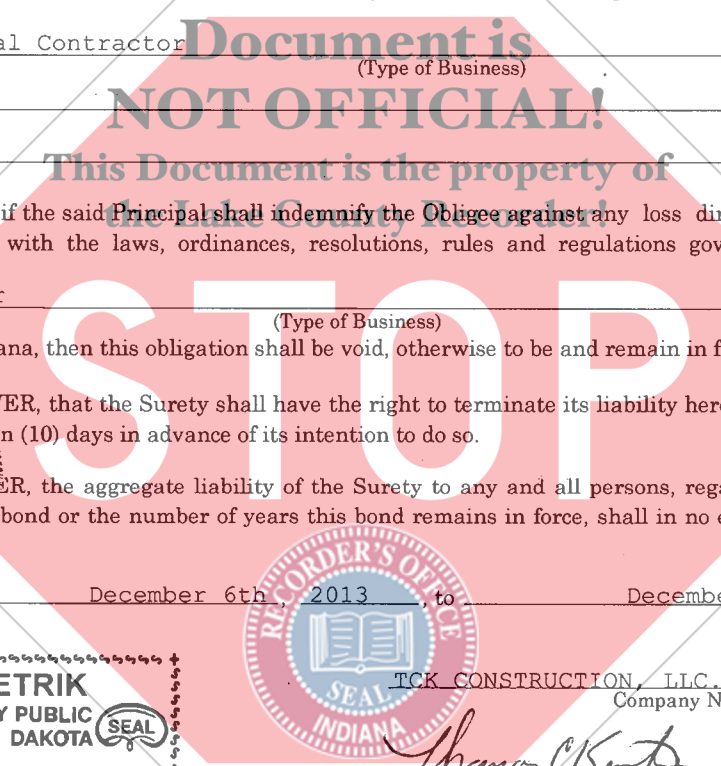 al Contractor
Document is
(Type of Business)
NOT OFFICIAL!
This Document is the property of
the Lake County Recorder!
if the said Principal shall indemnify the Obligee against any loss dir
with the laws, ordinances, resolutions, rules and regulations gov
r
(Type of Business)
STOP
ana, then this obligation shall be void, otherwise to be and remain in f
VER, that the Surety shall have the right to terminate its liability here
n (10) days in advance of its intention to do so.
ER, the aggregate liability of the Surety to any and all persons, rega
bond or the number of years this bond remains in force, shall in no e
RECORDER'S OFFICE
December 6th, 2013, to Decembe
SEAL
INDIANA
ETRIK
Y PUBLIC
DAKOTA
SEAL
TCK CONSTRUCTION, LLC.
Company N